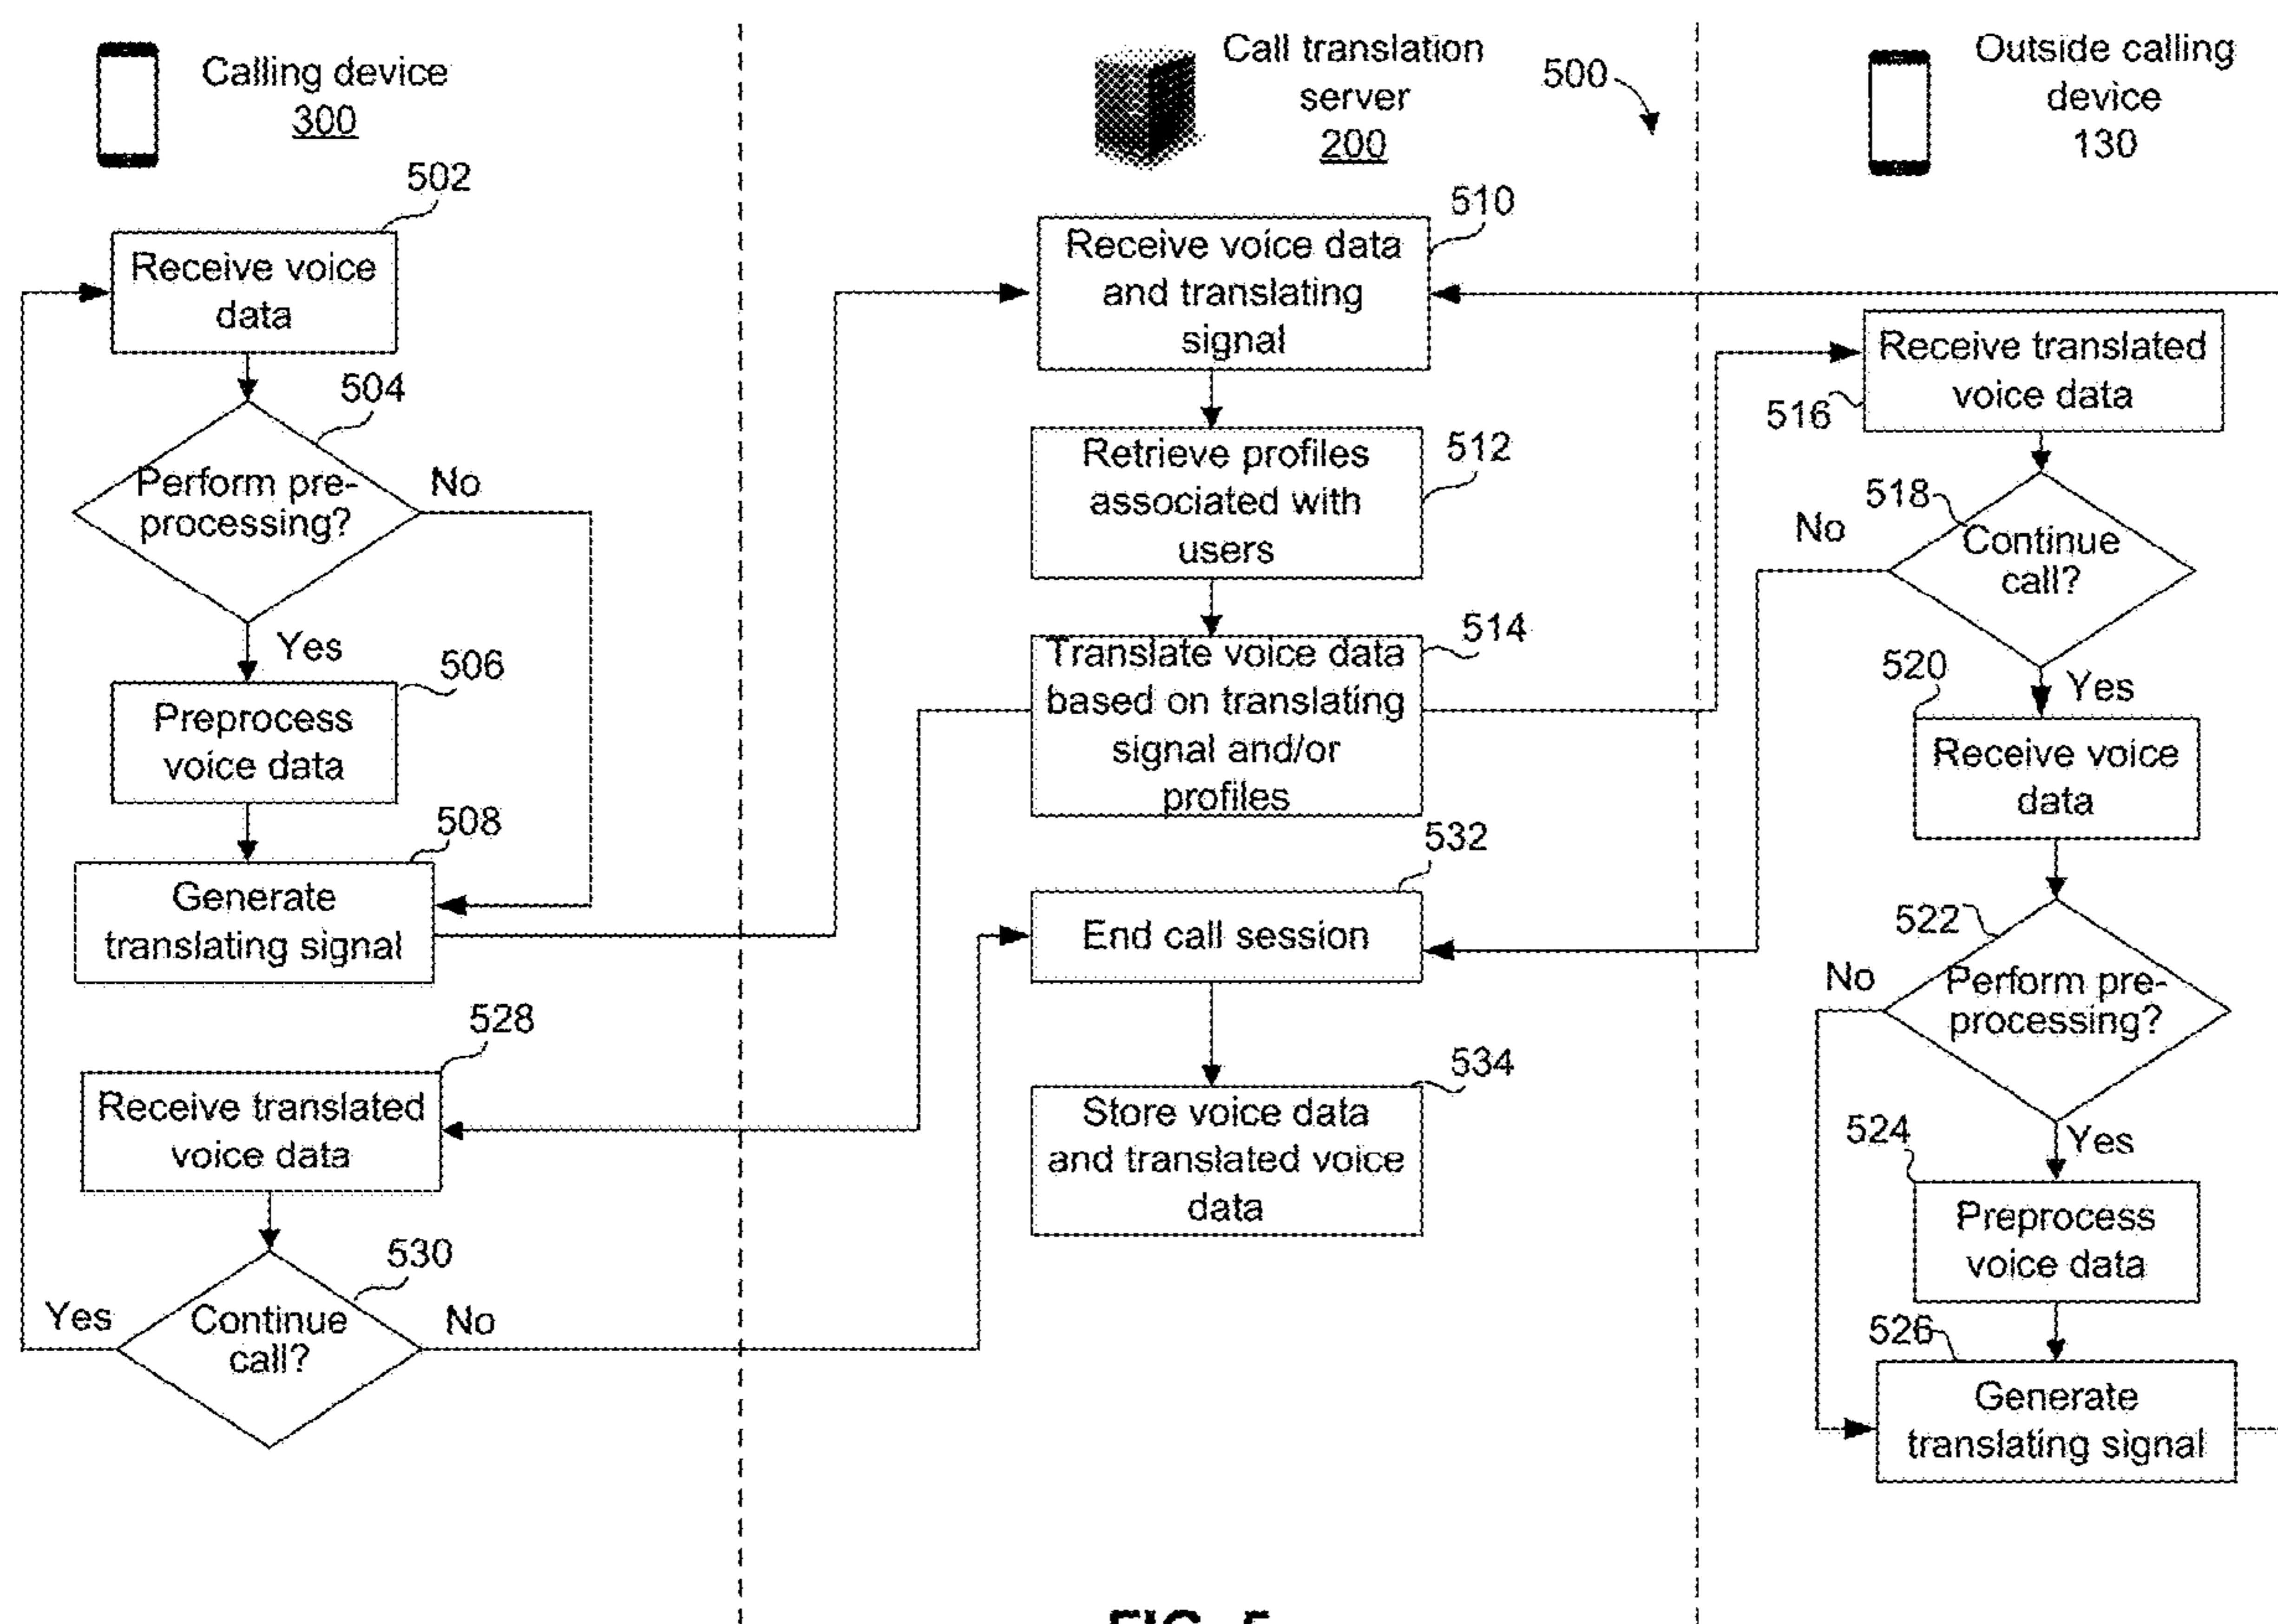 Calling device
300
502
Receive voice
data
504
Perform pre-
processing?
No
Yes
506
Preprocess
voice data
508
Generate
translating signal
528
Receive translated
voice data
530
Continue
call?
Yes
No
Call translation
server
200
500
510
Receive voice data
and translating
signal
512
Retrieve profiles
associated with
users
514
Translate voice data
based on translating
signal and/or
profiles
532
End call session
534
Store voice data
and translated voice
data
Outside calling
device
130
Receive translated
voice data
516
518
Continue
call?
No
Yes
520
Receive voice
data
522
Perform pre-
processing?
No
Yes
524
Preprocess
voice data
526
Generate
translating signal
FIG. 5